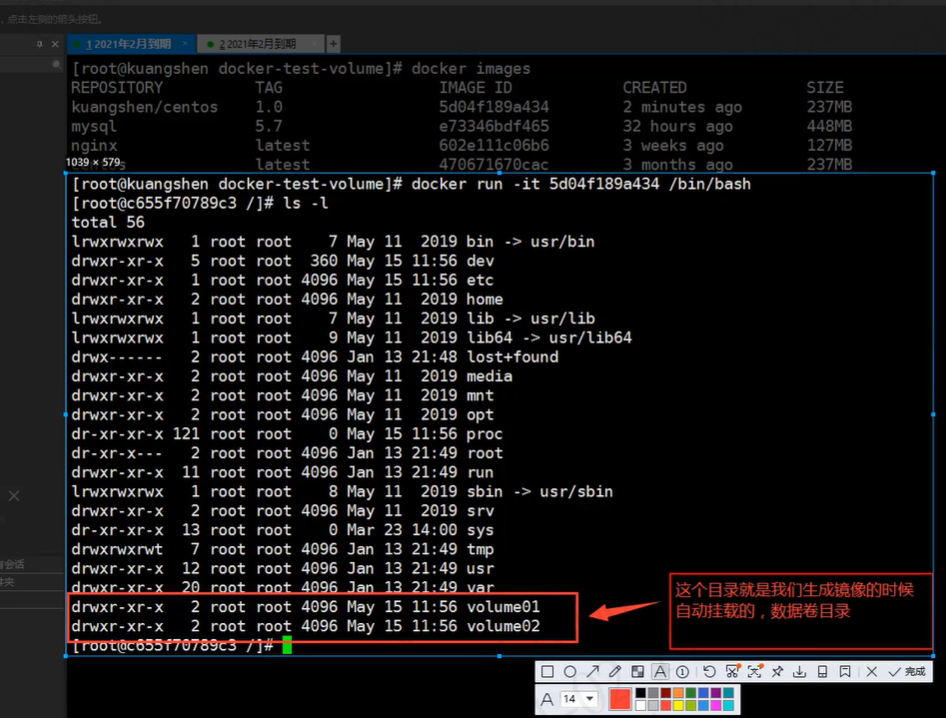 ，点击左侧的箭头按钮。
1 2021年2月到期
2 2021年2月到期
[root@kuangshen docker-test-volume]# docker images
REPOSITORY TAG IMAGE ID CREATED SIZE
kuangshen/centos 1.0 5d04f189a434 2 minutes ago 237MB
mysql 5.7 e73346bdf465 32 hours ago 448MB
nginx latest 602e111c06b6 3 weeks ago 127MB
1039 × 579
latest 470671670cac 3 months ago 237MB
[root@kuangshen docker-test-volume]# docker run -it 5d04f189a434 /bin/bash
[root@c655f70789c3 /]# ls -l
total 56
lrwxrwxrwx 1 root root 7 May 11 2019 bin -> usr/bin
drwxr-xr-x 5 root root 360 May 15 11:56 dev
drwxr-xr-x 1 root root 4096 May 15 11:56 etc
drwxr-xr-x 2 root root 4096 May 11 2019 home
lrwxrwxrwx 1 root root 7 May 11 2019 lib -> usr/lib
lrwxrwxrwx 1 root root 9 May 11 2019 lib64 -> usr/lib64
drwx------ 2 root root 4096 Jan 13 21:48 lost+found
drwxr-xr-x 2 root root 4096 May 11 2019 media
drwxr-xr-x 2 root root 4096 May 11 2019 mnt
drwxr-xr-x 2 root root 4096 May 11 2019 opt
dr-xr-xr-x 121 root root 0 May 15 11:56 proc
dr-xr-x--- 2 root root 4096 Jan 13 21:49 root
drwxr-xr-x 11 root root 4096 Jan 13 21:49 run
lrwxrwxrwx 1 root root 8 May 11 2019 sbin -> usr/sbin
drwxr-xr-x 2 root root 4096 May 11 2019 srv
dr-xr-xr-x 13 root root 0 Mar 23 14:00 sys
drwxrwxrwt 7 root root 4096 Jan 13 21:49 tmp
drwxr-xr-x 12 root root 4096 Jan 13 21:49 usr
drwxr-xr-x 20 root root 4096 Jan 13 21:49 var
drwxr-xr-x 2 root root 4096 May 15 11:56 volume01
drwxr-xr-x 2 root root 4096 May 15 11:56 volume02
[root@c655f70789c3 /]#
这个目录就是我们生成镜像的时候
自动挂载的，数据卷目录
会话
完成
A 14